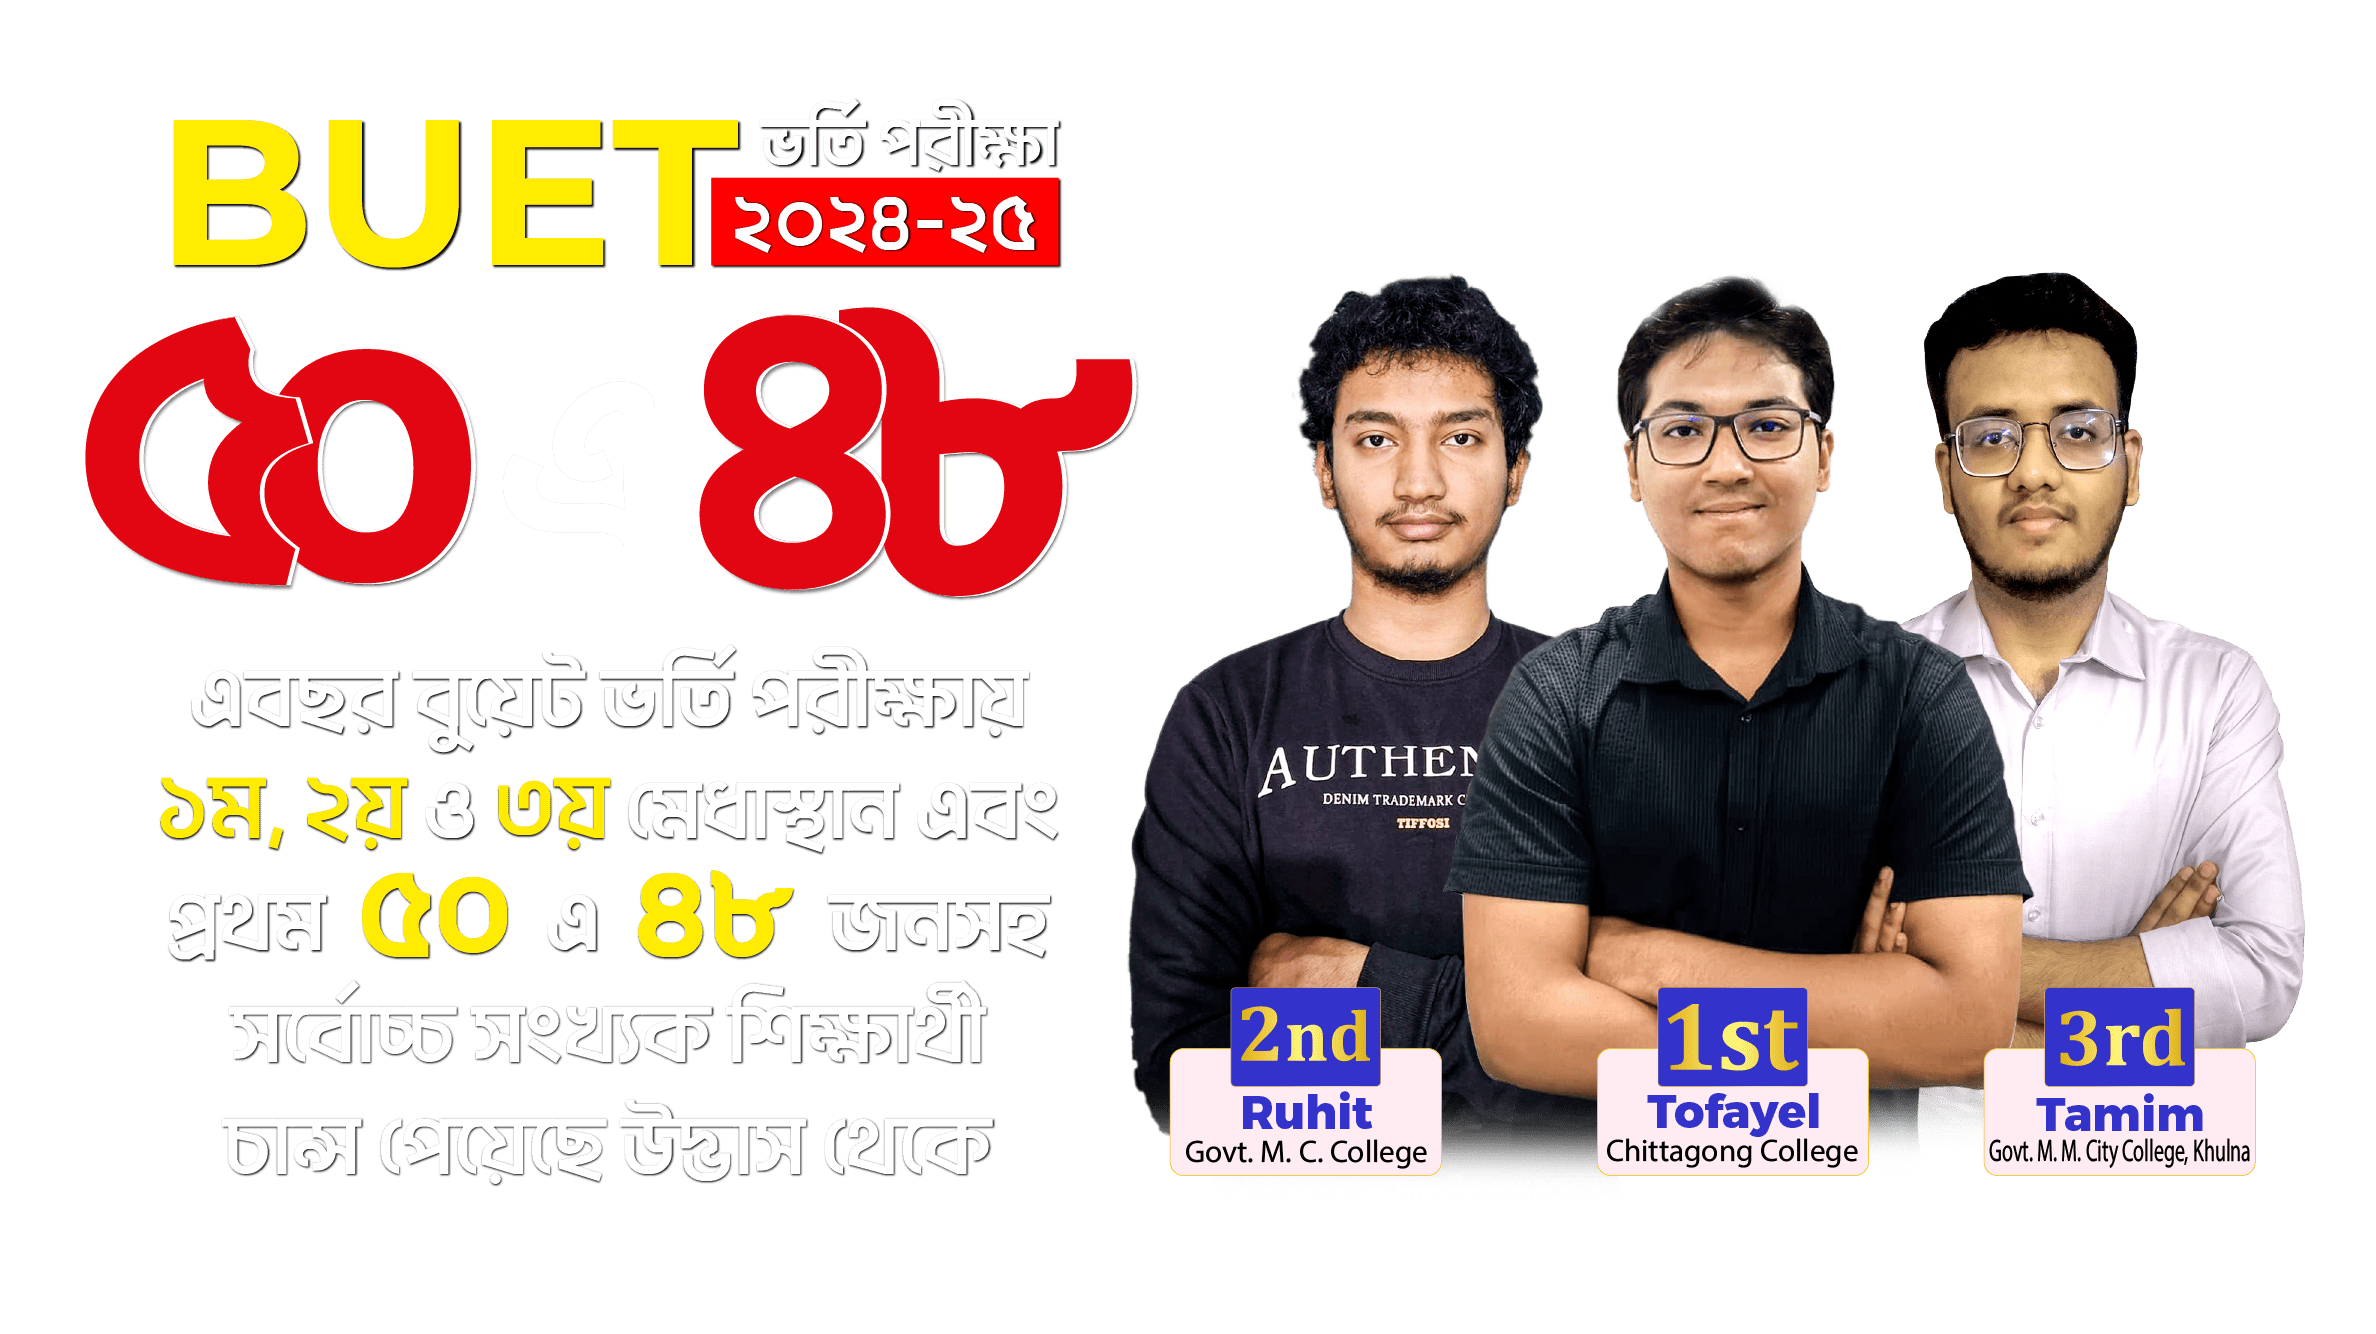 BUET ভর্তি পরীক্ষা
২০২৪-২৫
৫০ এ ৪৮
এবছর বুয়েট ভর্তি পরীক্ষায়
১ম, ২য় ও ৩য় মেধাস্থান এবং
প্রথম ৫০ এ ৪৮ জনসহ
সর্বোচ্চ সংখ্যক শিক্ষার্থী
চান্স পেয়েছে উদ্ভাস থেকে
AUTHEN
DENIM TRADEMARK C
TIFFOSI
2nd
Ruhit
Govt. M. C. College
1st
Tofayel
Chittagong College
3rd
Tamim
Govt. M. M. City College, Khulna